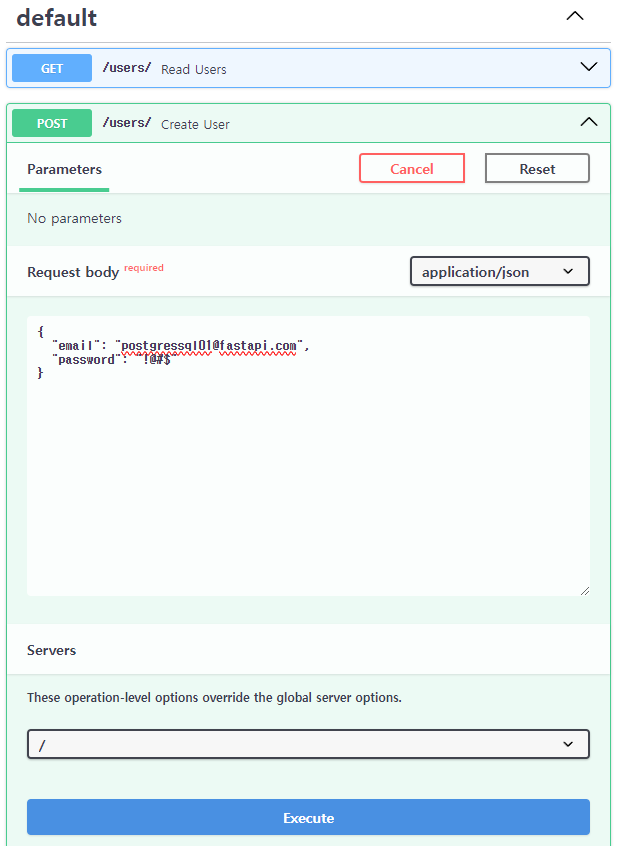 default
GET /users/ Read Users
POST /users/ Create User
Parameters Cancel Reset
No parameters
Request body required application/json
{
"email": "postgressql01@fastapi.com",
"password": "!@#$"
}
Servers
These operation-level options override the global server options.
/
Execute